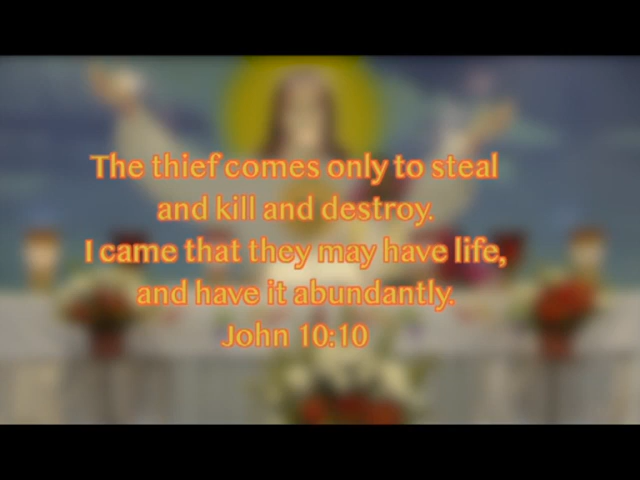 The thief comes only to steal
and kill and destroy.
I came that they may have life,
and have it abundantly.
John 10:10